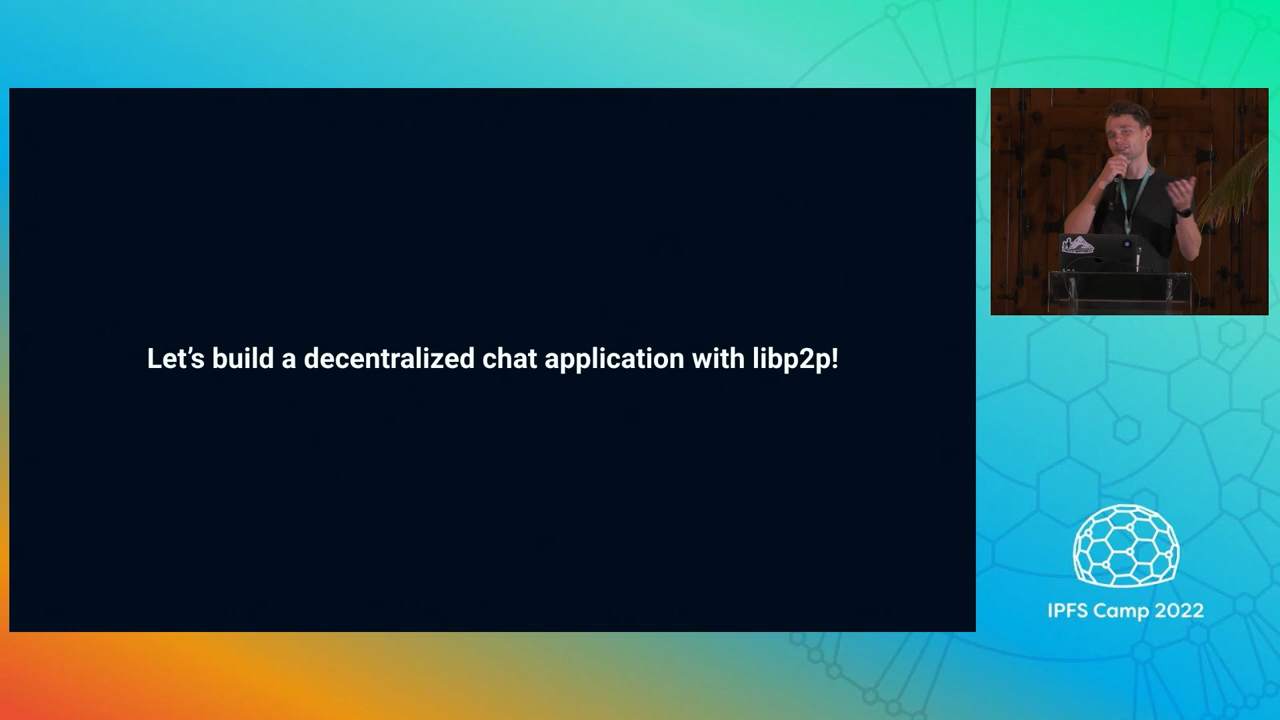 Let’s build a decentralized chat application with libp2p!
IPFS Camp 2022